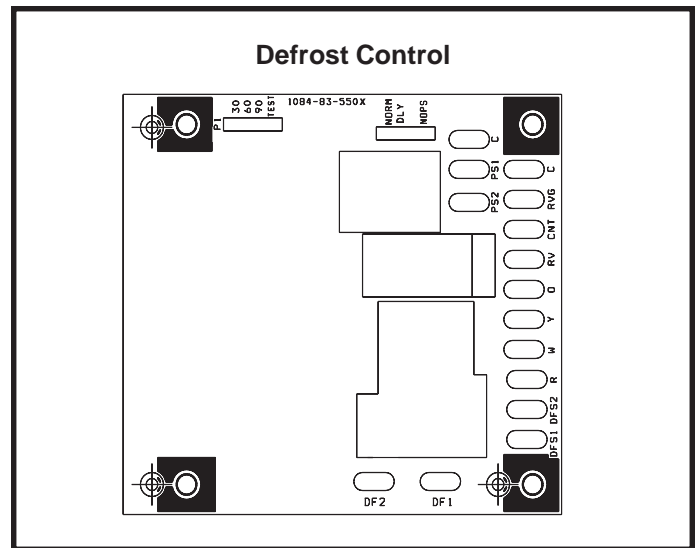 Defrost Control
P1
30
60
90
TEST
1084-83-550X
NORM
DLY
NOPS
C
PS1
PS2
C
RVG
CNT
RV
O
Y
W
R
DFS2
DFS1
DF2
DF1